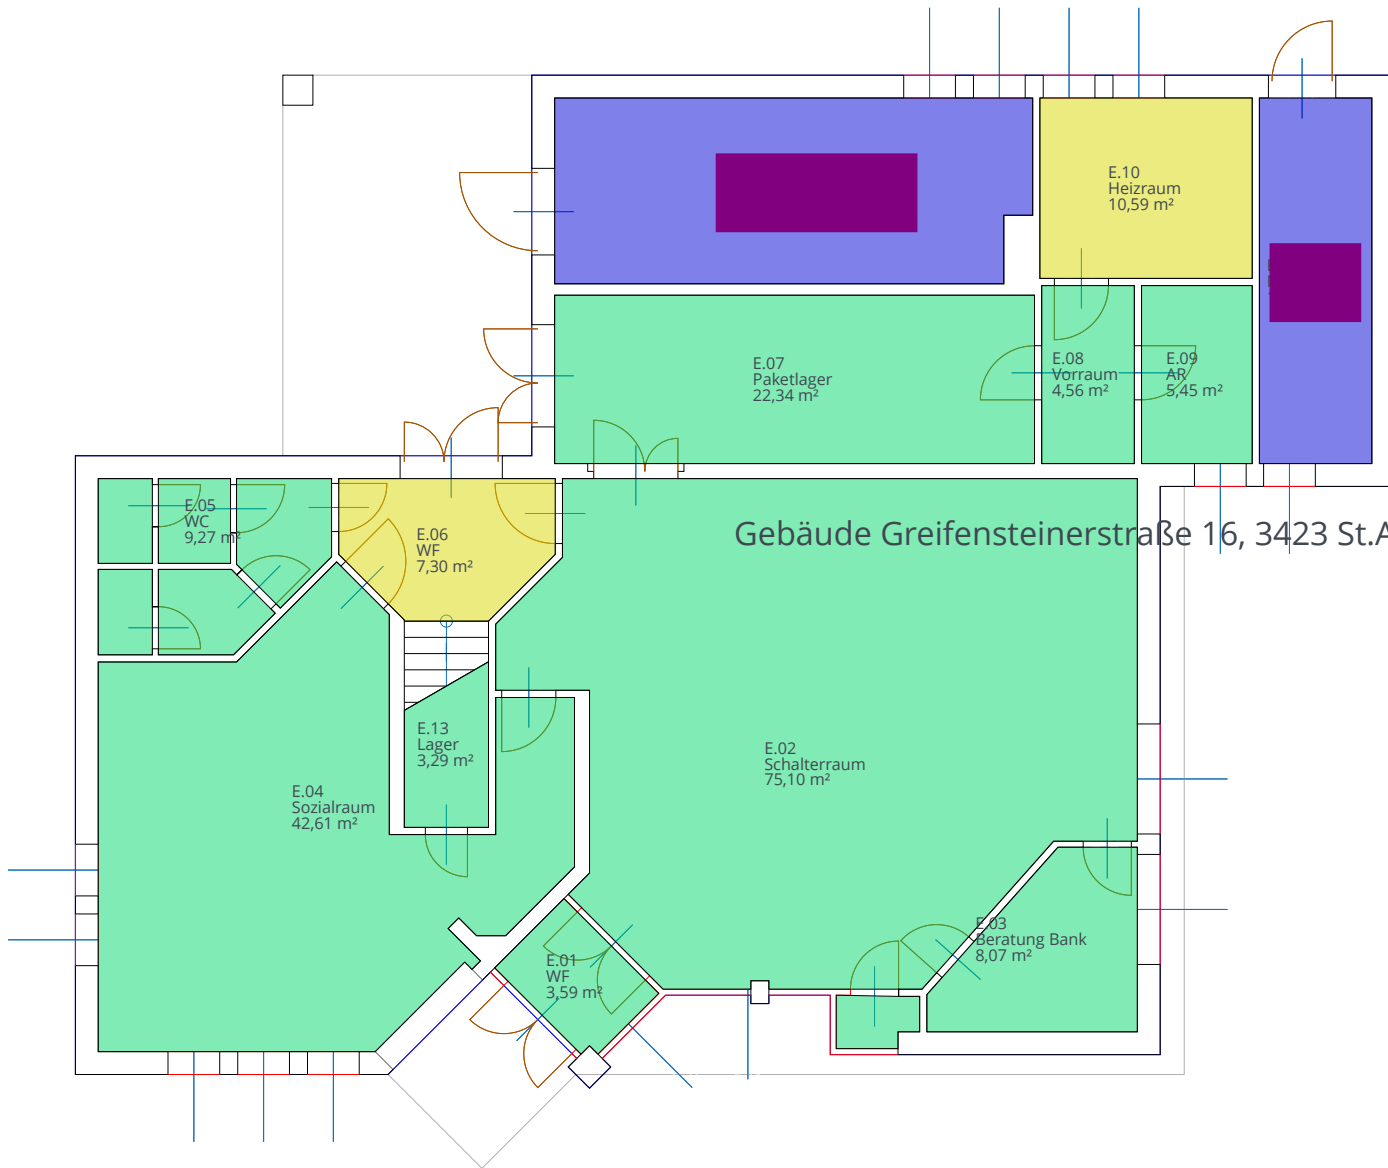 E.10
Heizraum
10,59 m²
E.07
Paketlager
22,34 m²
E.08
Vorraum
4,56 m²
E.09
AR
5,45 m²
E.05
WC
9,27 m²
E.06
WF
7,30 m²
Gebäude Greifensteinerstraße 16, 3423 St.A
E.13
Lager
3,29 m²
E.02
Schalterraum
75,10 m²
E.04
Sozialraum
42,61 m²
E.03
Beratung Bank
8,07 m²
E.01
WF
3,59 m²